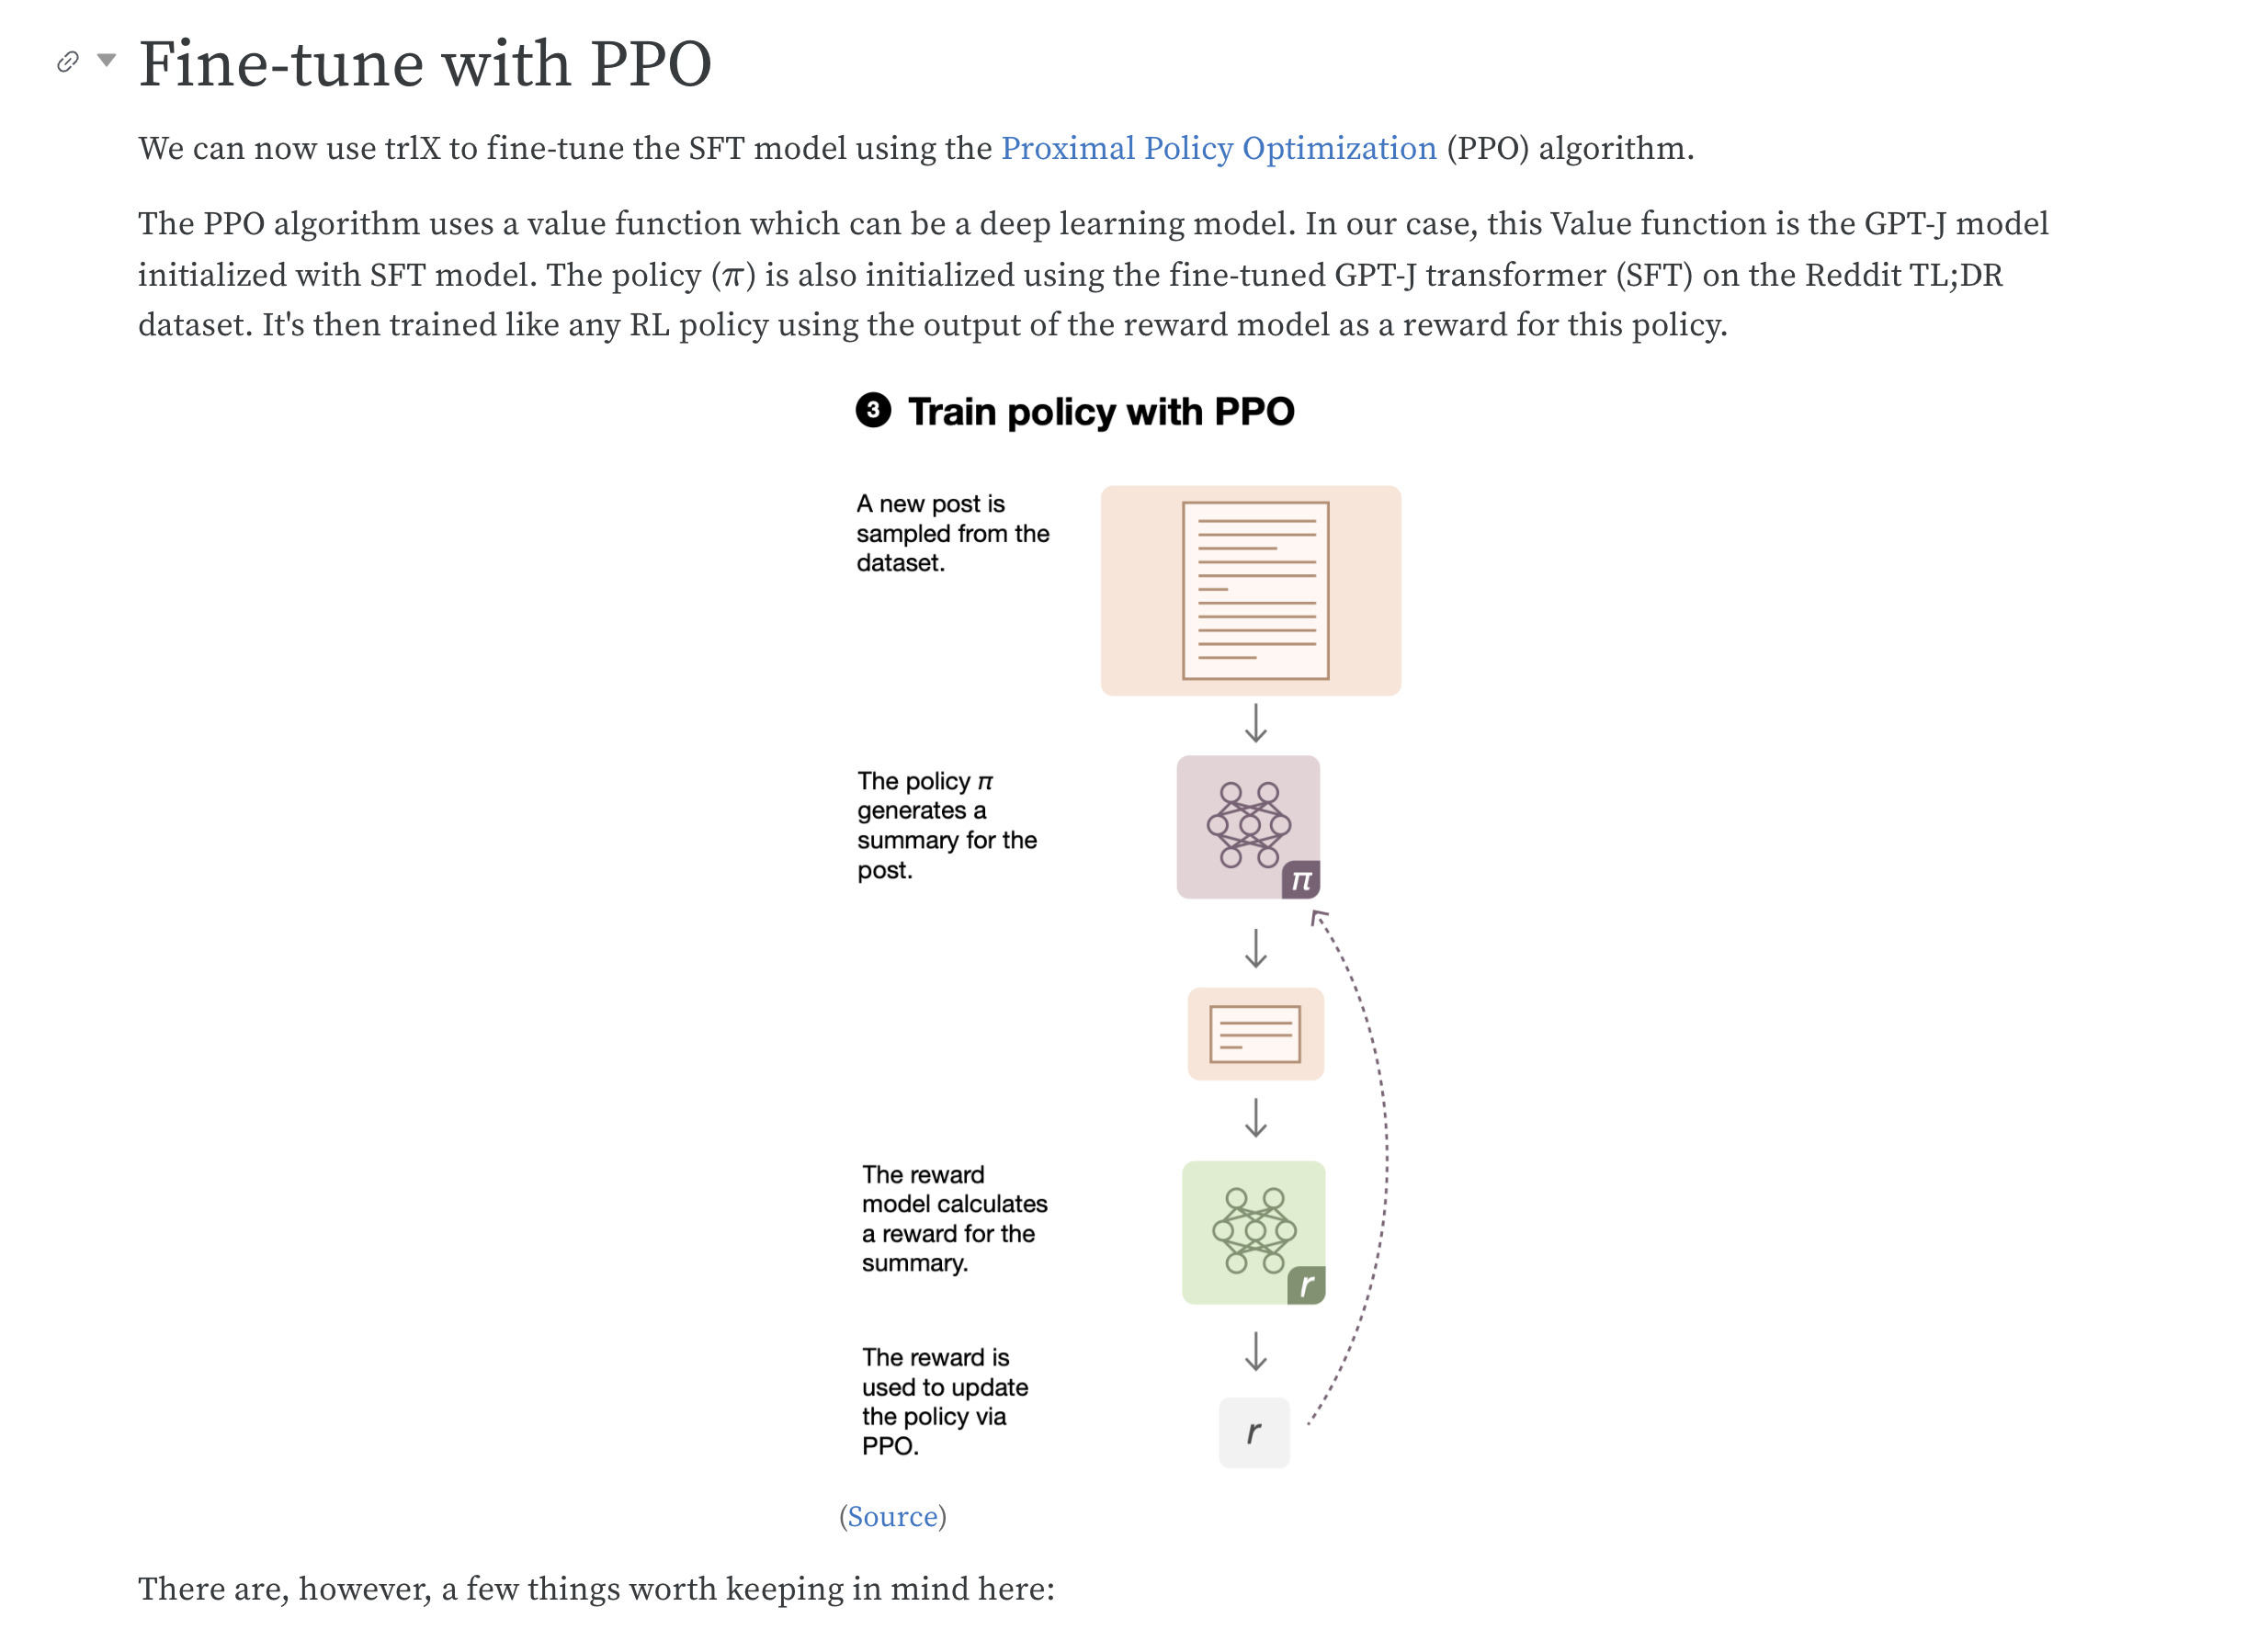 Fine-tune with PPO
We can now use trlX to fine-tune the SFT model using the Proximal Policy Optimization (PPO) algorithm.
The PPO algorithm uses a value function which can be a deep learning model. In our case, this Value function is the GPT-J model
initialized with SFT model. The policy (π) is also initialized using the fine-tuned GPT-J transformer (SFT) on the Reddit TL;DR
dataset. It's then trained like any RL policy using the output of the reward model as a reward for this policy.
3 Train policy with PPO
A new post is
sampled from the
dataset.
The policy π
generates a
summary for the
post.
π
The reward
model calculates
a reward for the
summary.
r
The reward is
used to update
the policy via
PPO.
r
(Source)
There are, however, a few things worth keeping in mind here: